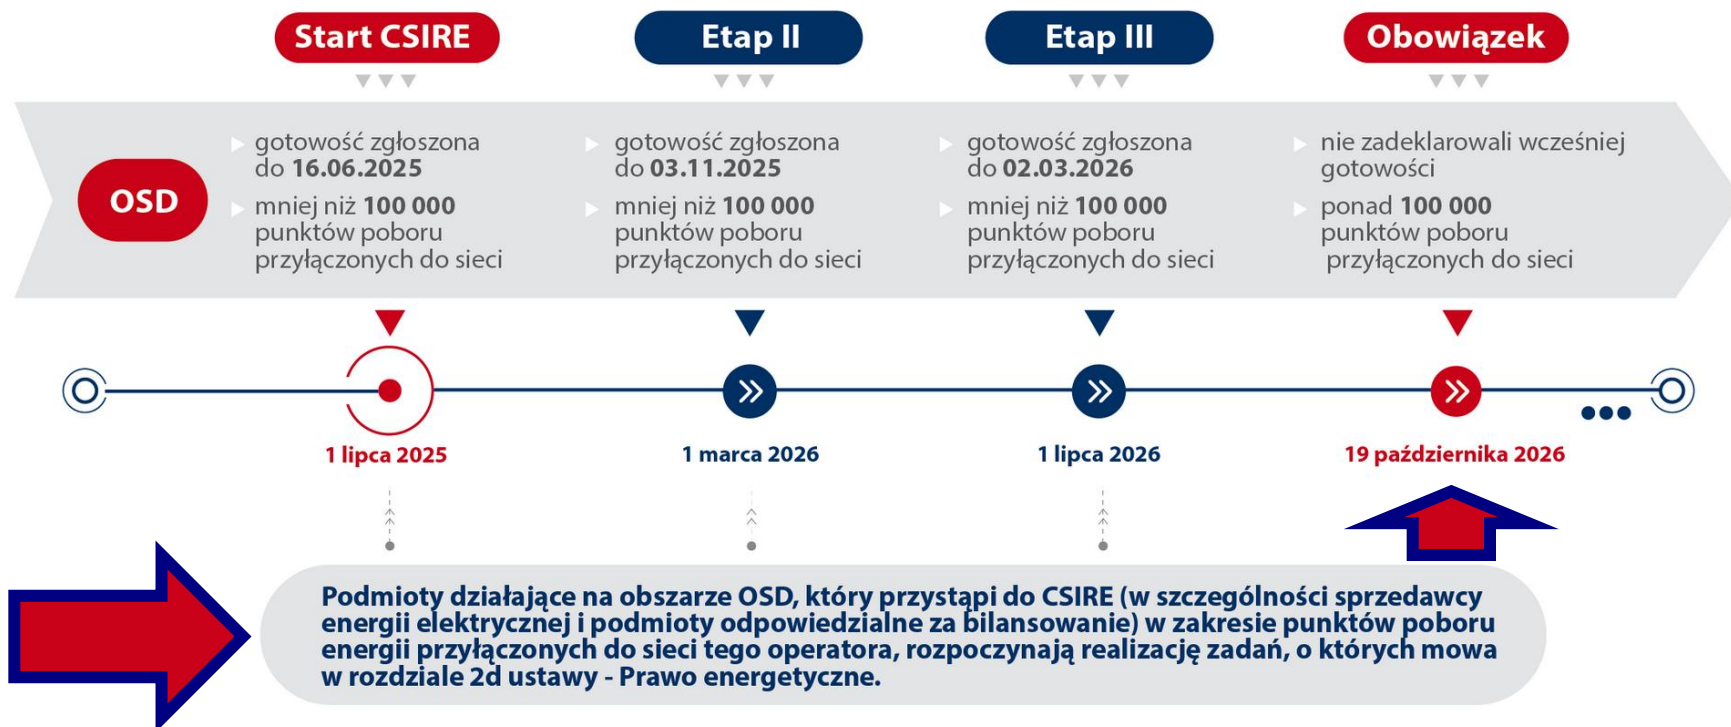 Start CSIRE
Etap II
Etap III
Obowiązek
OSD
gotowość zgłoszona
do 16.06.2025
mniej niż 100 000
punktów poboru
przyłączonych do sieci
gotowość zgłoszona
do 03.11.2025
mniej niż 100 000
punktów poboru
przyłączonych do sieci
gotowość zgłoszona
do 02.03.2026
mniej niż 100 000
punktów poboru
przyłączonych do sieci
nie zadeklarowali wcześniej
gotowości
ponad 100 000
punktów poboru
przyłączonych do sieci
1 lipca 2025
1 marca 2026
1 lipca 2026
19 października 2026
Podmioty działające na obszarze OSD, który przystąpi do CSIRE (w szczególności sprzedawcy
energii elektrycznej i podmioty odpowiedzialne za bilansowanie) w zakresie punktów poboru
energii przyłączonych do sieci tego operatora, rozpoczynają realizację zadań, o których mowa
w rozdziale 2d ustawy - Prawo energetyczne.